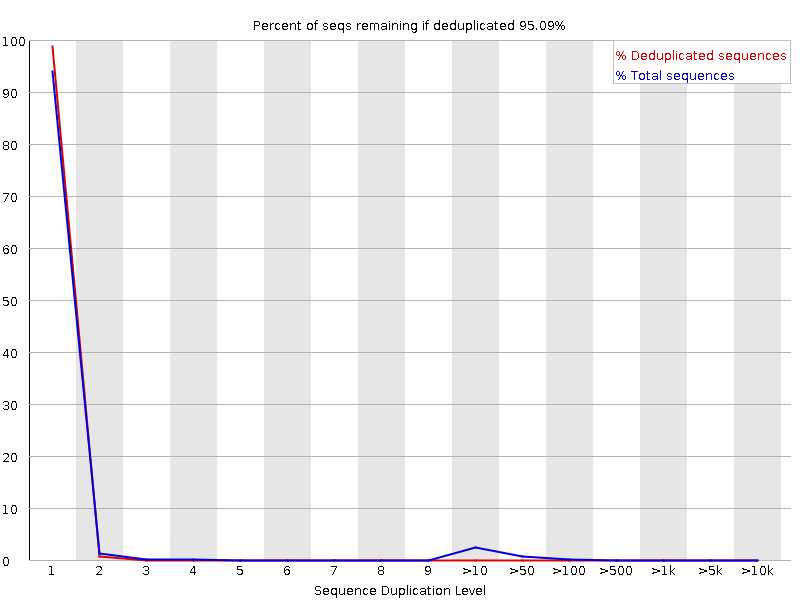 Percent of seqs remaining if deduplicated 95.09%
% Deduplicated sequences
% Total sequences
100
90
80
70
60
50
40
30
20
10
0
1 2 3 4 5 6 7 8 9 >10 >50 >100 >500 >1k >5k >10k
Sequence Duplication Level